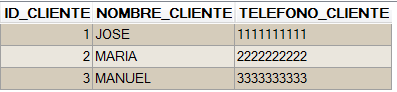 ID_CLIENTE NOMBRE_CLIENTE TELEFONO_CLIENTE
1 JOSE 1111111111
2 MARIA 2222222222
3 MANUEL 3333333333